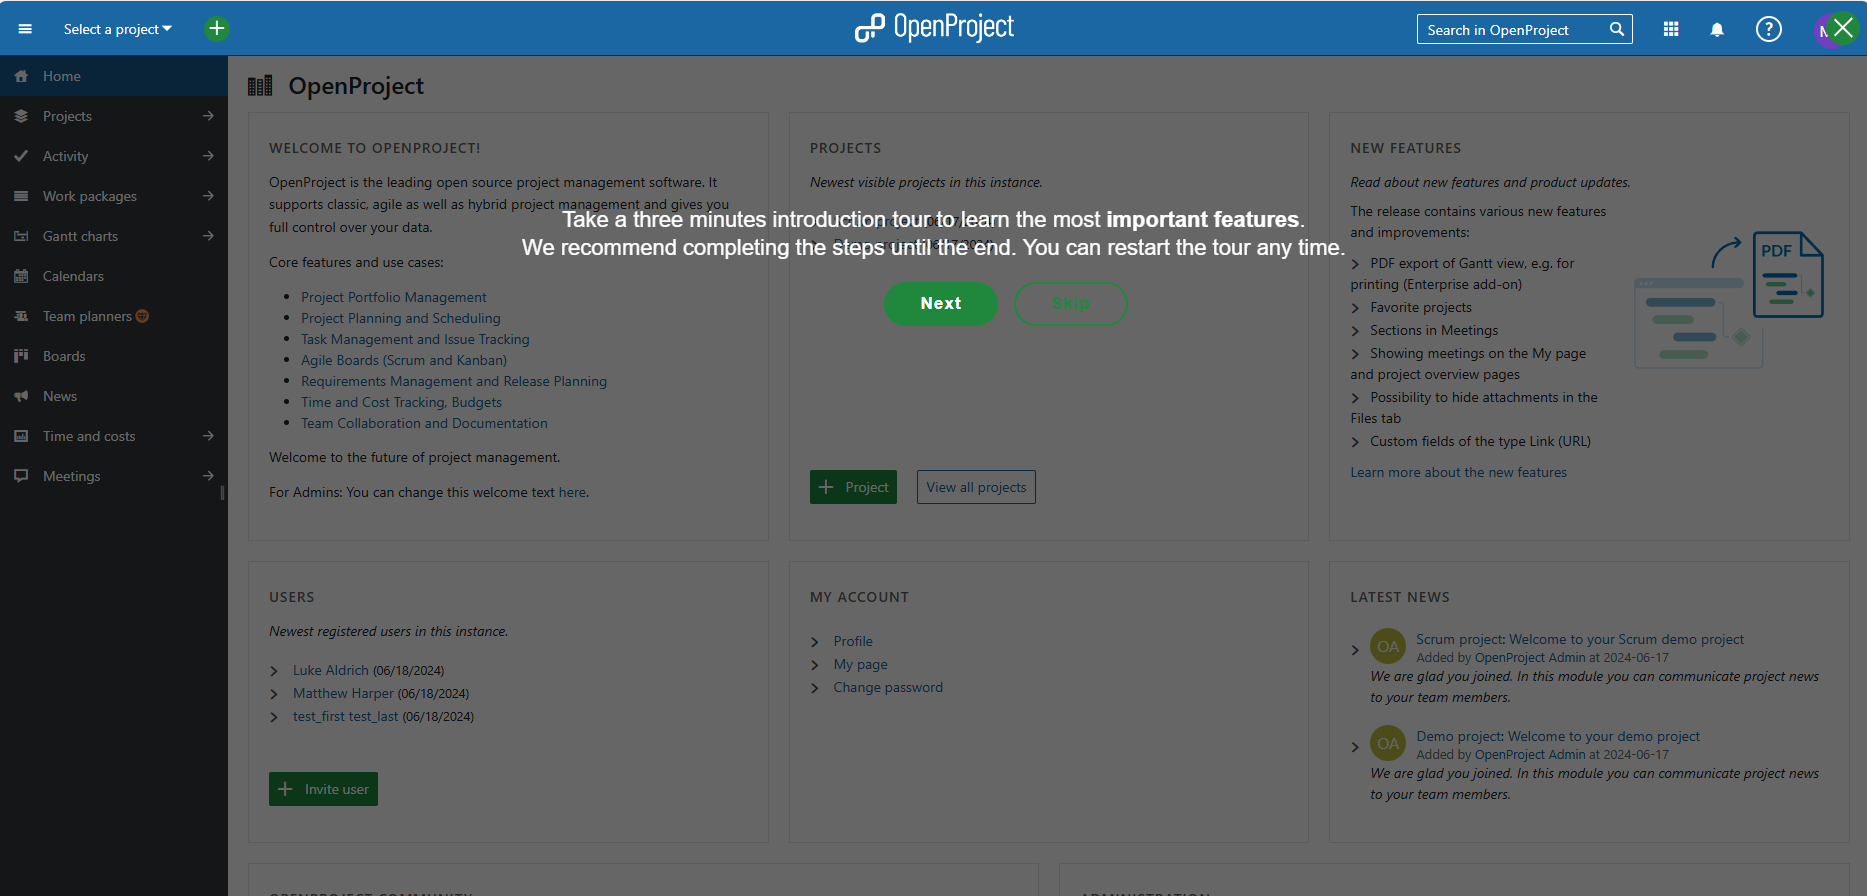 Select a project
OpenProject
Search in OpenProject
?
Home
Projects
Activity
Work packages
Gantt charts
Calendars
Team planners
Boards
News
Time and costs
Meetings
OpenProject
WELCOME TO OPENPROJECT!
OpenProject is the leading open source project management software. It
supports classic, agile as well as hybrid project management and gives you
full control over your data.
Core features and use cases:
Project Portfolio Management
Project Planning and Scheduling
Task Management and Issue Tracking
Agile Boards (Scrum and Kanban)
Requirements Management and Release Planning
Time and Cost Tracking, Budgets
Team Collaboration and Documentation
Welcome to the future of project management.
For Admins: You can change this welcome text here.
PROJECTS
Newest visible projects in this instance.
Take a three minutes introduction tour to learn the most important features.
We recommend completing the steps until the end. You can restart the tour any time.
Next
Skip
Project
View all projects
NEW FEATURES
Read about new features and product updates.
The release contains various new features
and improvements:
PDF export of Gantt view, e.g. for
printing (Enterprise add-on)
Favorite projects
Sections in Meetings
Showing meetings on the My page
and project overview pages
Possibility to hide attachments in the
Files tab
Custom fields of the type Link (URL)
Learn more about the new features
PDF
USERS
Newest registered users in this instance.
Luke Aldrich (06/18/2024)
Matthew Harper (06/18/2024)
test_first test_last (06/18/2024)
Invite user
MY ACCOUNT
Profile
My page
Change password
LATEST NEWS
OA
Scrum project: Welcome to your Scrum demo project
Added by OpenProject Admin at 2024-06-17
We are glad you joined. In this module you can communicate project news
to your team members.
OA
Demo project: Welcome to your demo project
Added by OpenProject Admin at 2024-06-17
We are glad you joined. In this module you can communicate project news
to your team members.
OPENPROJECT COMMUNITY
ADMINISTRATION